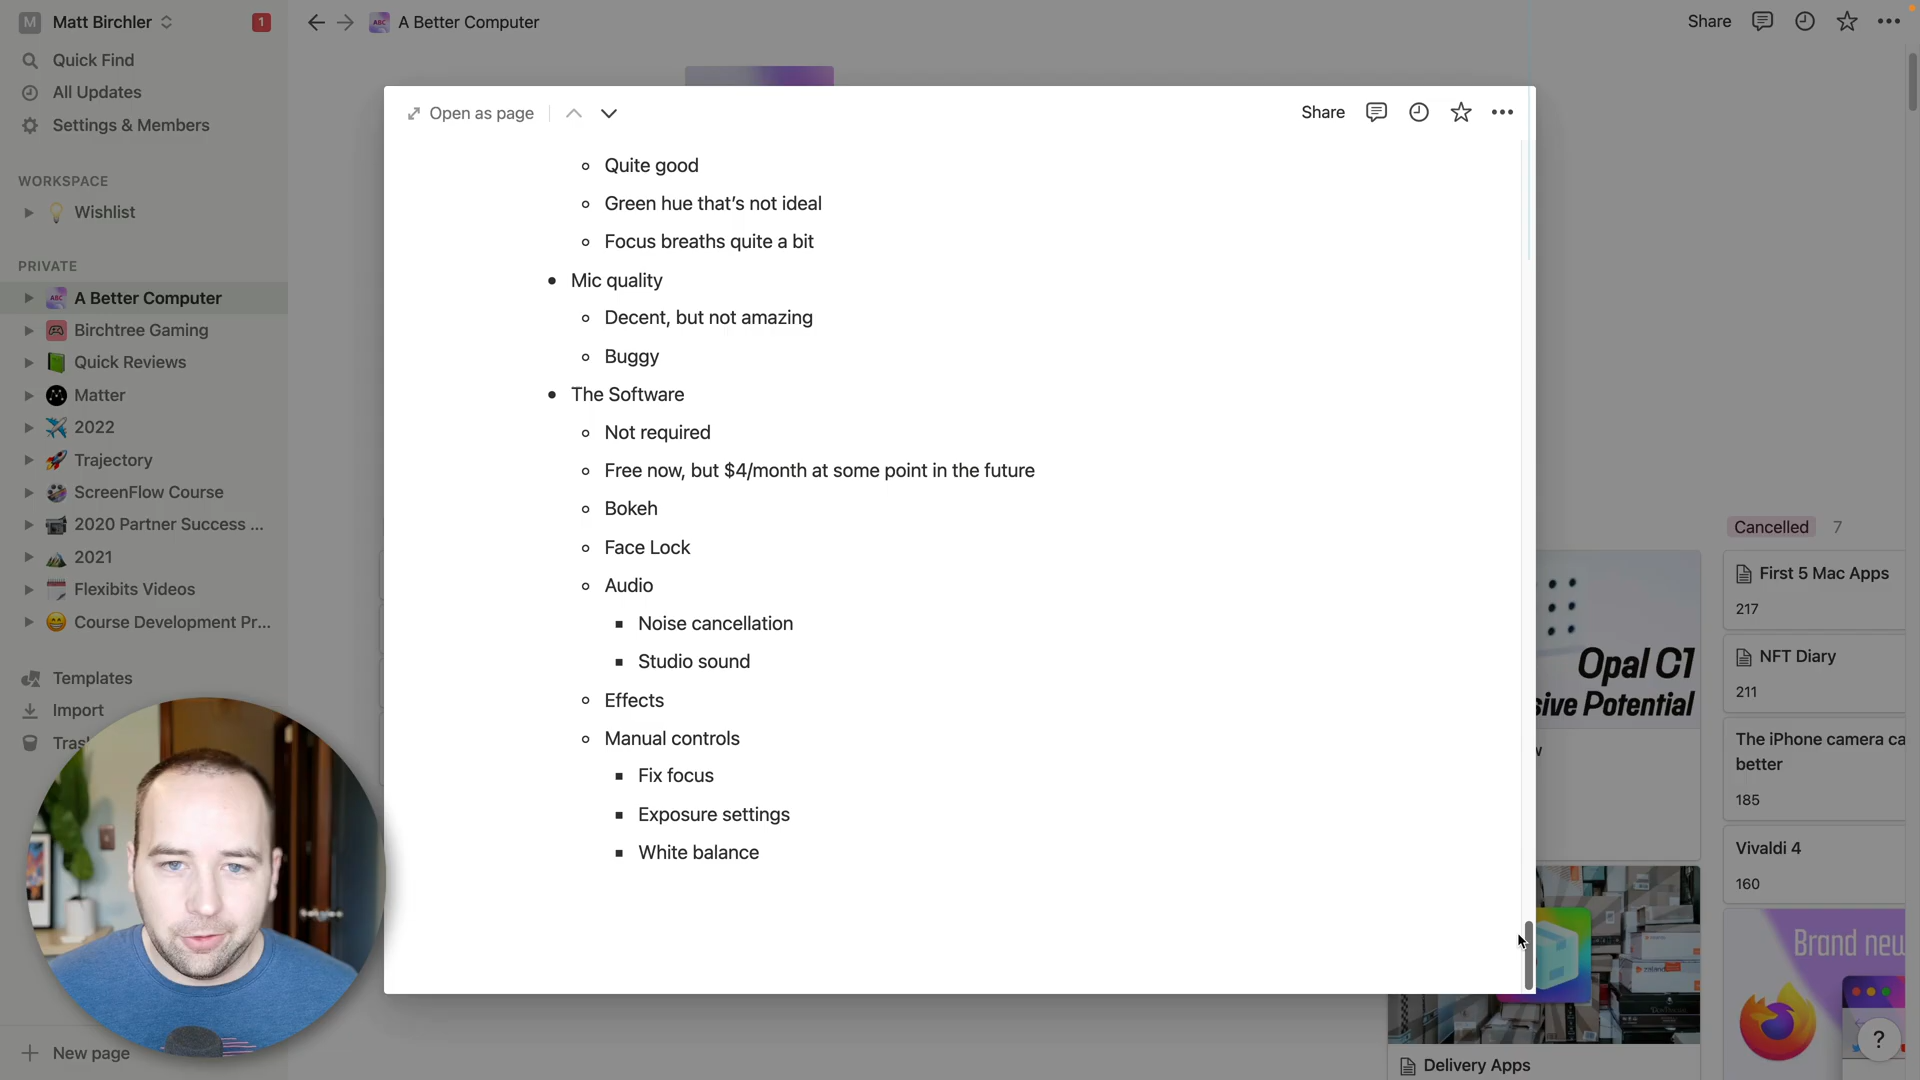 M Matt Birchler 1
Quick Find
All Updates
Settings & Members
WORKSPACE
Wishlist
PRIVATE
ABC A Better Computer
Birchtree Gaming
Quick Reviews
Matter
2022
Trajectory
ScreenFlow Course
2020 Partner Success ...
2021
Flexibits Videos
Course Development Pr...
Templates
Import
Tras
New page
ABC A Better Computer
Share
Open as page
Share
Quite good
Green hue that's not ideal
Focus breaths quite a bit
Mic quality
Decent, but not amazing
Buggy
The Software
Not required
Free now, but $4/month at some point in the future
Bokeh
Face Lock
Audio
Noise cancellation
Studio sound
Effects
Manual controls
Fix focus
Exposure settings
White balance
Opal C1
sive Potential
w
Delivery Apps
Cancelled 7
First 5 Mac Apps
217
NFT Diary
211
The iPhone camera ca
better
185
Vivaldi 4
160
Brand new
?